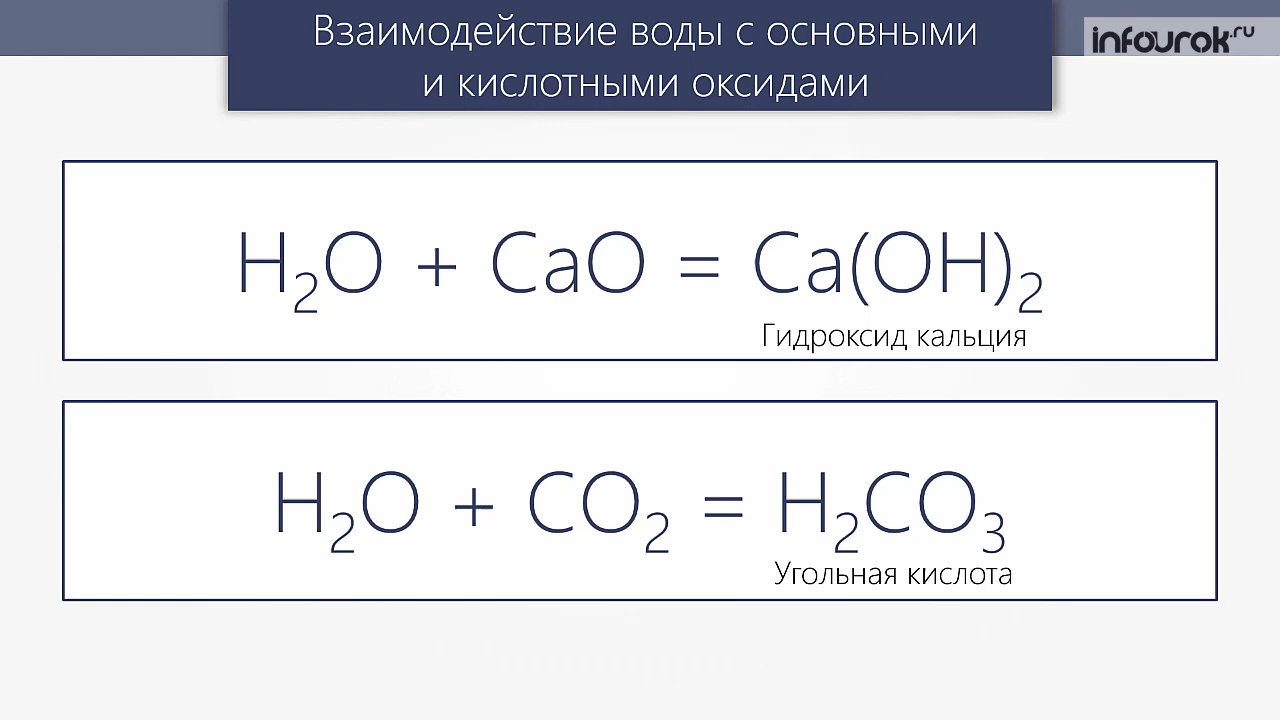 Взаимодействие воды с основными
и кислотными оксидами
infourok.ru
H₂O + CaO = Ca(OH)₂
Гидроксид кальция
H₂O + CO₂ = H₂CO₃
Угольная кислота